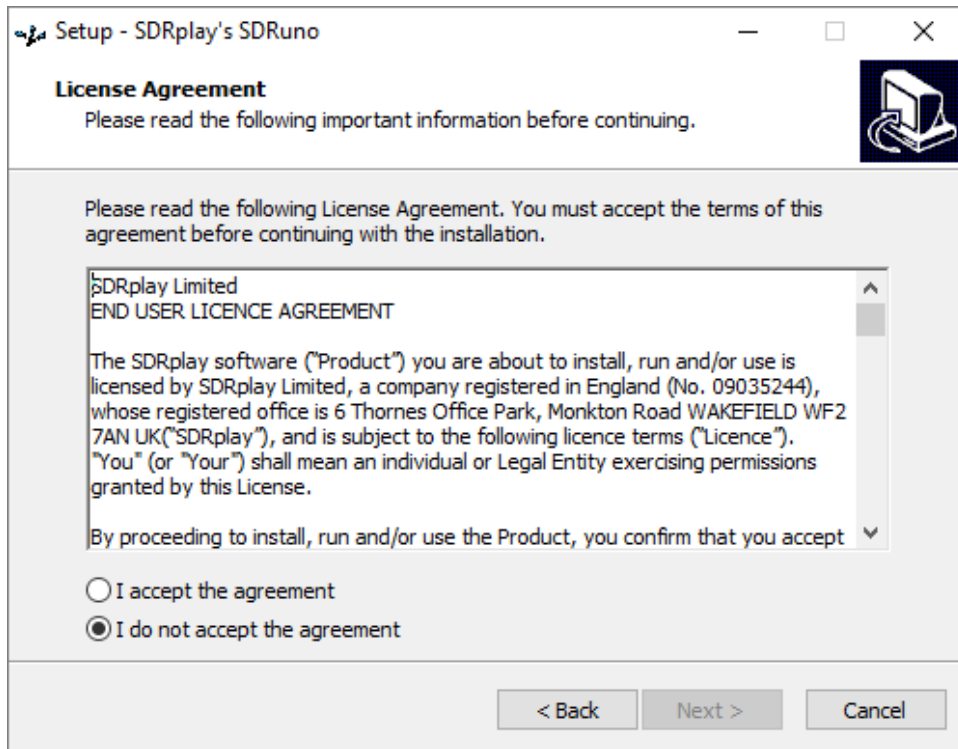 Setup - SDRplay's SDRuno
License Agreement
Please read the following important information before continuing.
Please read the following License Agreement. You must accept the terms of this
agreement before continuing with the installation.
SDRplay Limited
END USER LICENCE AGREEMENT
The SDRplay software ("Product") you are about to install, run and/or use is
licensed by SDRplay Limited, a company registered in England (No. 09035244),
whose registered office is 6 Thornes Office Park, Monkton Road WAKEFIELD WF2
7AN UK("SDRplay"), and is subject to the following licence terms ("Licence").
"You" (or "Your") shall mean an individual or Legal Entity exercising permissions
granted by this License.
By proceeding to install, run and/or use the Product, you confirm that you accept
I accept the agreement
I do not accept the agreement
< Back
Next >
Cancel